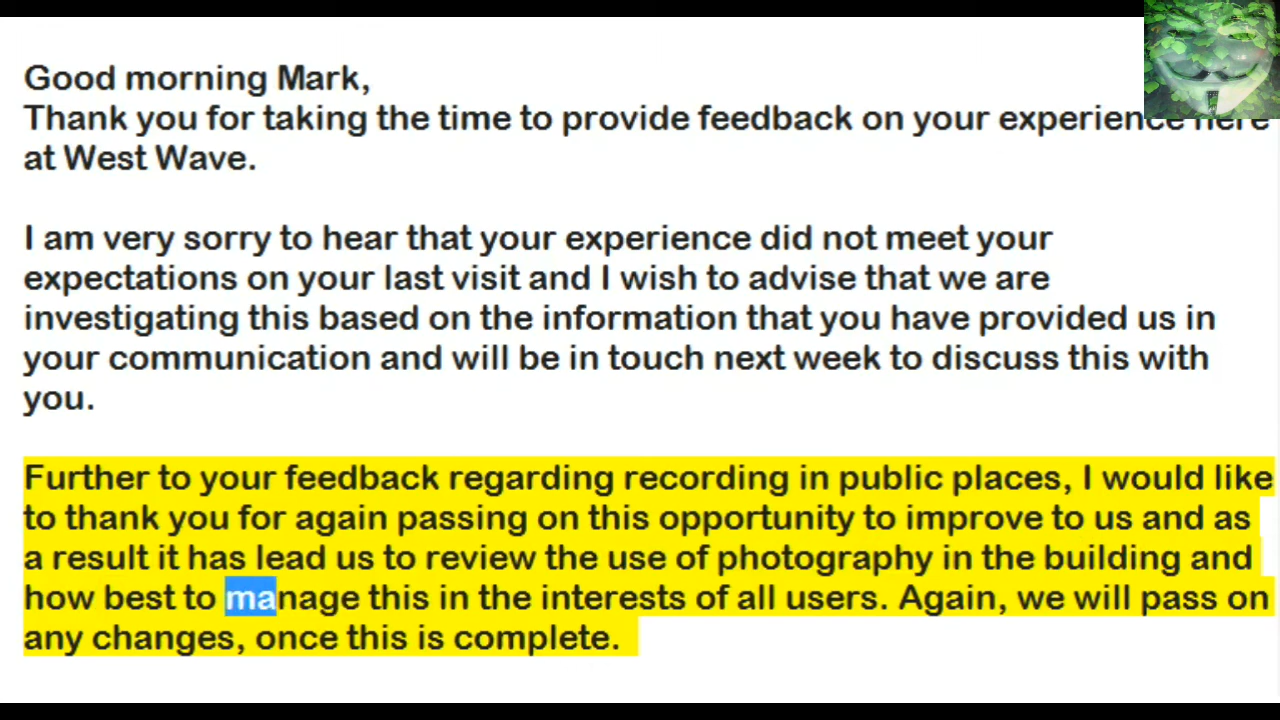 Good morning Mark,
Thank you for taking the time to provide feedback on your experience here
at West Wave.
I am very sorry to hear that your experience did not meet your
expectations on your last visit and I wish to advise that we are
investigating this based on the information that you have provided us in
your communication and will be in touch next week to discuss this with
you.
Further to your feedback regarding recording in public places, I would like
to thank you for again passing on this opportunity to improve to us and as
a result it has lead us to review the use of photography in the building and
how best to manage this in the interests of all users. Again, we will pass on
any changes, once this is complete.